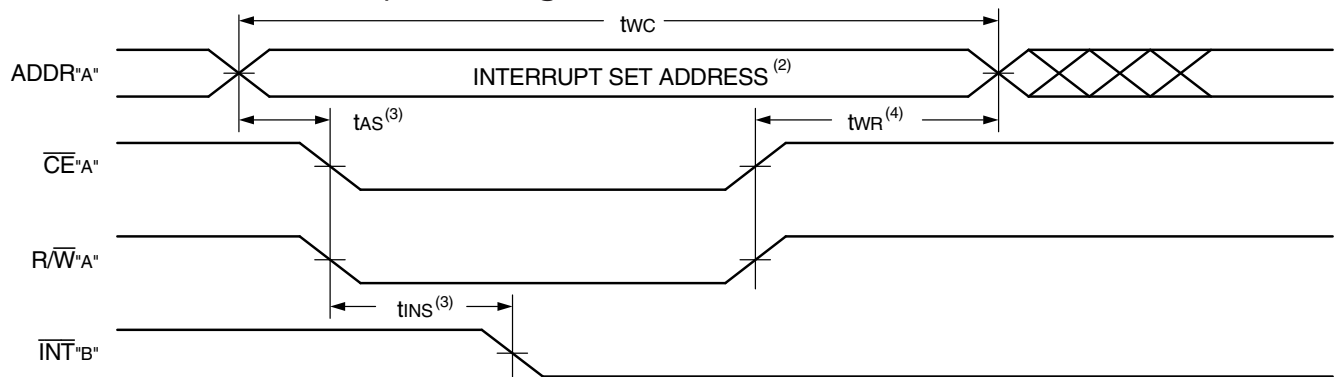 tWC
ADDR"A"
INTERRUPT SET ADDRESS (2)
tAS(3)
tWR(4)
CE"A"
R/W"A"
tINS(3)
INT"B"